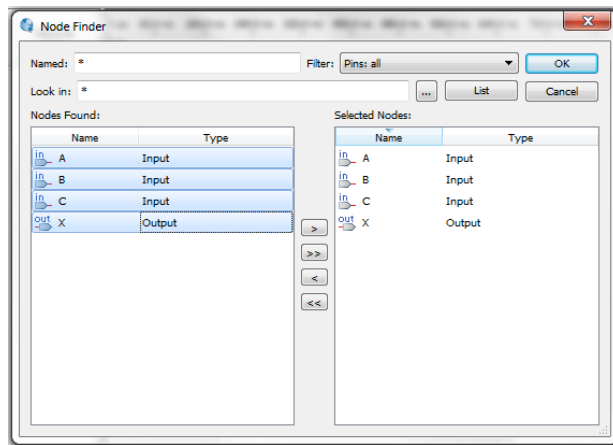 Node Finder
Named: * Filter: Pins: all OK
Look in: * ... List Cancel
Nodes Found: Selected Nodes:
Name Type Name Type
in A Input in A Input
in B Input in B Input
in C Input in C Input
out X Output out X Output
>
>>
<
<<